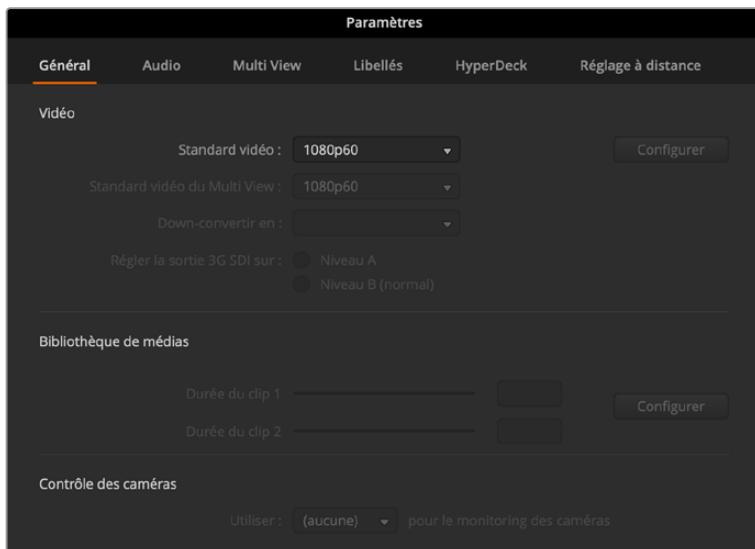 Paramètres
Général Audio Multi View Libellés HyperDeck Réglage à distance
Vidéo
Standard vidéo : 1080p60 Configurer
Standard vidéo du Multi View : 1080p60
Down-convertir en :
Régler la sortie 3G SDI sur : Niveau A
Niveau B (normal)
Bibliothèque de médias
Durée du clip 1
Configurer
Durée du clip 2
Contrôle des caméras
Utiliser : (aucune) pour le monitoring des caméras